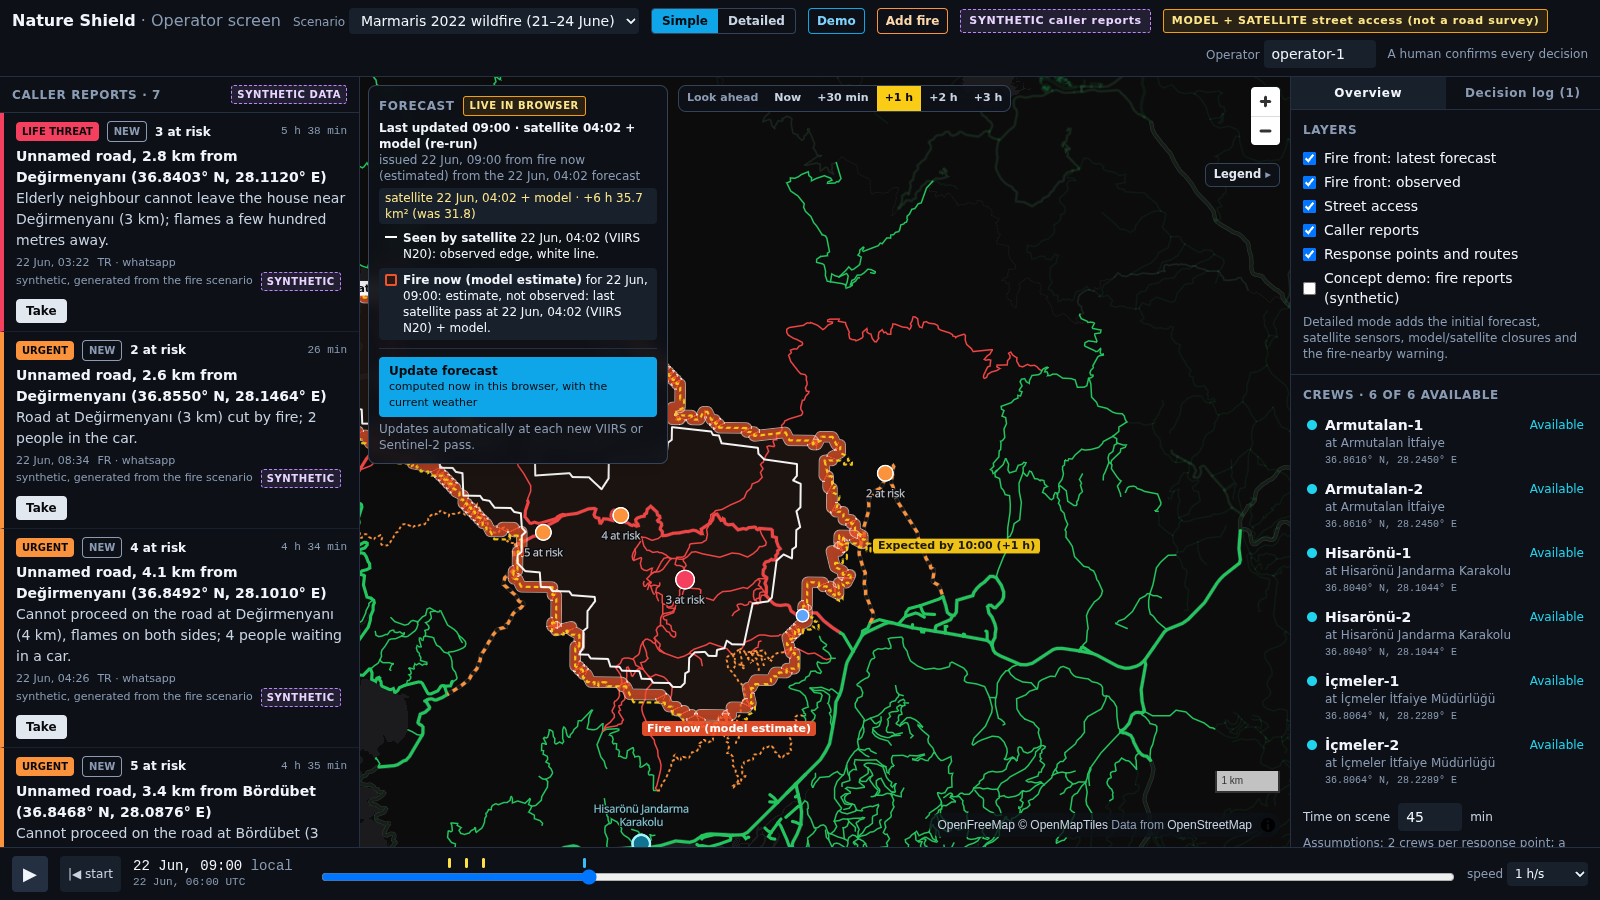 Nature Shield · Operator screen
Scenario
Marmaris 2022 wildfire (21–24 June)
Simple
Detailed
Demo
Add fire
SYNTHETIC caller reports
MODEL + SATELLITE street access (not a road survey)
Operator
operator-1
A human confirms every decision
CALLER REPORTS · 7
SYNTHETIC DATA
LIFE THREAT
NEW
3 at risk
5 h 38 min
Unnamed road, 2.8 km from
Değirmenyanı (36.8403° N, 28.1120° E)
Elderly neighbour cannot leave the house near
Değirmenyanı (3 km); flames a few hundred
metres away.
22 Jun, 03:22 TR · whatsapp
synthetic, generated from the fire scenario
SYNTHETIC
Take
URGENT
NEW
2 at risk
26 min
Unnamed road, 2.6 km from
Değirmenyanı (36.8550° N, 28.1464° E)
Road at Değirmenyanı (3 km) cut by fire; 2
people in the car.
22 Jun, 08:34 FR · whatsapp
synthetic, generated from the fire scenario
SYNTHETIC
Take
URGENT
NEW
4 at risk
4 h 34 min
Unnamed road, 4.1 km from
Değirmenyanı (36.8492° N, 28.1010° E)
Cannot proceed on the road at Değirmenyanı
(4 km), flames on both sides; 4 people waiting
in a car.
22 Jun, 04:26 TR · whatsapp
synthetic, generated from the fire scenario
SYNTHETIC
Take
URGENT
NEW
5 at risk
4 h 35 min
Unnamed road, 3.4 km from Bördübet
(36.8468° N, 28.0876° E)
Cannot proceed on the road at Bördübet (3
FORECAST
LIVE IN BROWSER
Last updated 09:00 · satellite 04:02 +
model (re-run)
issued 22 Jun, 09:00 from fire now
(estimated) from the 22 Jun, 04:02 forecast
satellite 22 Jun, 04:02 + model · +6 h 35.7
km² (was 31.8)
Seen by satellite 22 Jun, 04:02 (VIIRS
N20): observed edge, white line.
Fire now (model estimate) for 22 Jun,
09:00: estimate, not observed: last
satellite pass at 22 Jun, 04:02 (VIIRS
N20) + model.
Update forecast
computed now in this browser, with the
current weather
Updates automatically at each new VIIRS or
Sentinel-2 pass.
Look ahead
Now
+30 min
+1 h
+2 h
+3 h
+
−
Legend ▸
2 at risk
4 at risk
5 at risk
3 at risk
Expected by 10:00 (+1 h)
Fire now (model estimate)
Hisarönü Jandarma
Karakolu
1 km
OpenFreeMap © OpenMapTiles Data from OpenStreetMap
Overview
Decision log (1)
LAYERS
Fire front: latest forecast
Fire front: observed
Street access
Caller reports
Response points and routes
Concept demo: fire reports
(synthetic)
Detailed mode adds the initial forecast,
satellite sensors, model/satellite closures and
the fire-nearby warning.
CREWS · 6 OF 6 AVAILABLE
Armutalan-1
Available
at Armutalan İtfaiye
36.8616° N, 28.2450° E
Armutalan-2
Available
at Armutalan İtfaiye
36.8616° N, 28.2450° E
Hisarönü-1
Available
at Hisarönü Jandarma Karakolu
36.8040° N, 28.1044° E
Hisarönü-2
Available
at Hisarönü Jandarma Karakolu
36.8040° N, 28.1044° E
İçmeler-1
Available
at İçmeler İtfaiye Müdürlüğü
36.8064° N, 28.2289° E
İçmeler-2
Available
at İçmeler İtfaiye Müdürlüğü
36.8064° N, 28.2289° E
Time on scene
45
min
Assumptions: 2 crews per response point; a
▶
|◀ start
22 Jun, 09:00 local
22 Jun, 06:00 UTC
speed
1 h/s